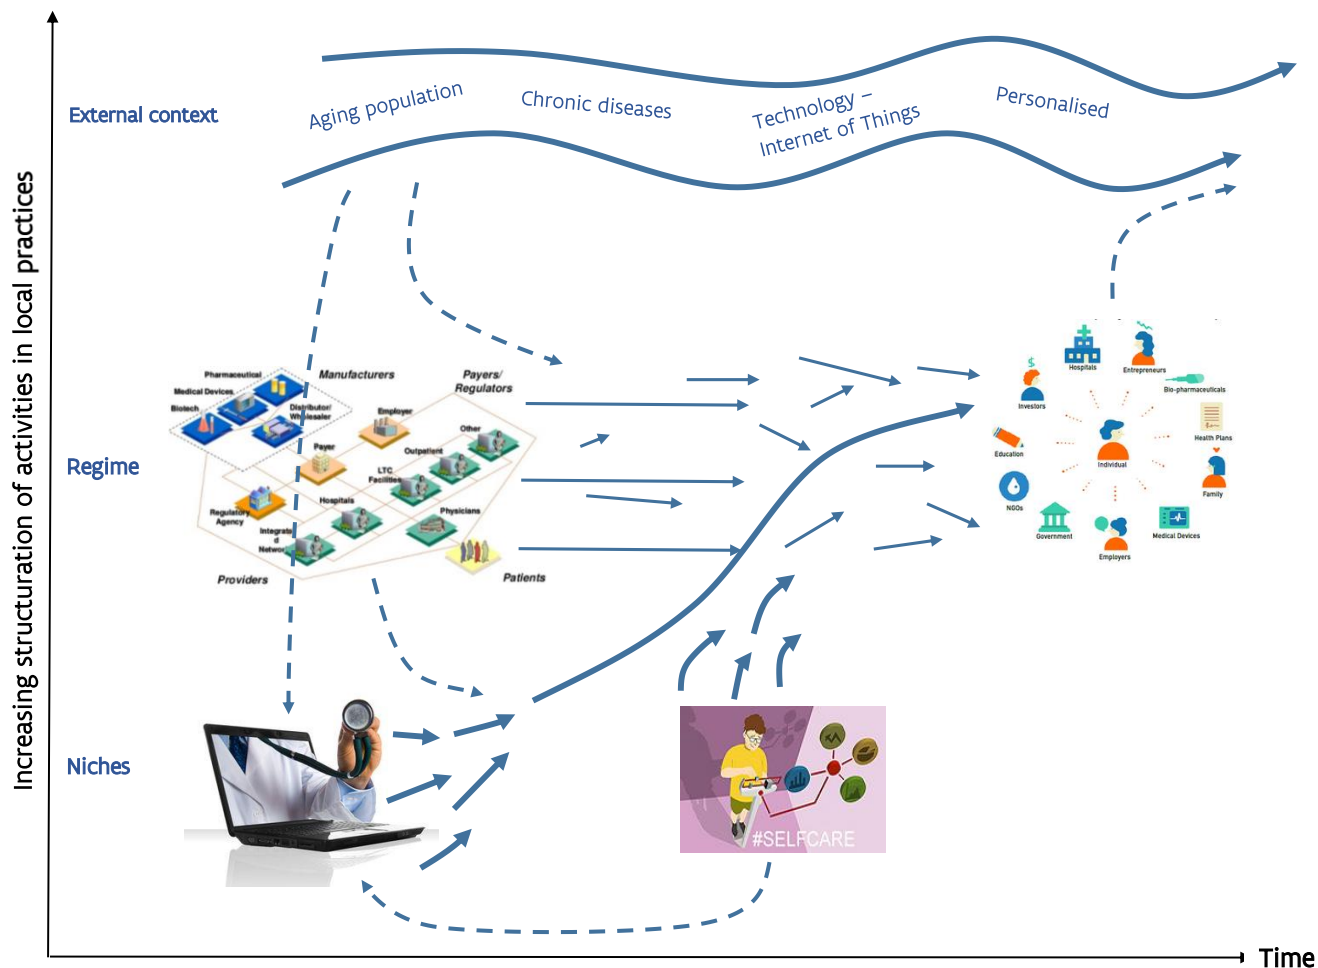 Increasing structuration of activities in local practices
External context
Aging population
Chronic diseases
Technology –
Internet of Things
Personalised
Regime
Pharmaceutical
Medical Devices
Biotech
Distributor/
Wholesaler
Manufacturers
Payers/
Regulators
Employer
Other
Payer
Outpatient
LTC
Facilities
Regulatory
Agency
Hospitals
Physicians
Integrate
d
Networ
Providers
Patients
Hospitals
Entrepreneurs
$
Investors
Bio-pharmaceuticals
Education
Individual
Health Plans
NGOs
Family
Government
Employers
Medical Devices
Niches
#SELFCARE
Time